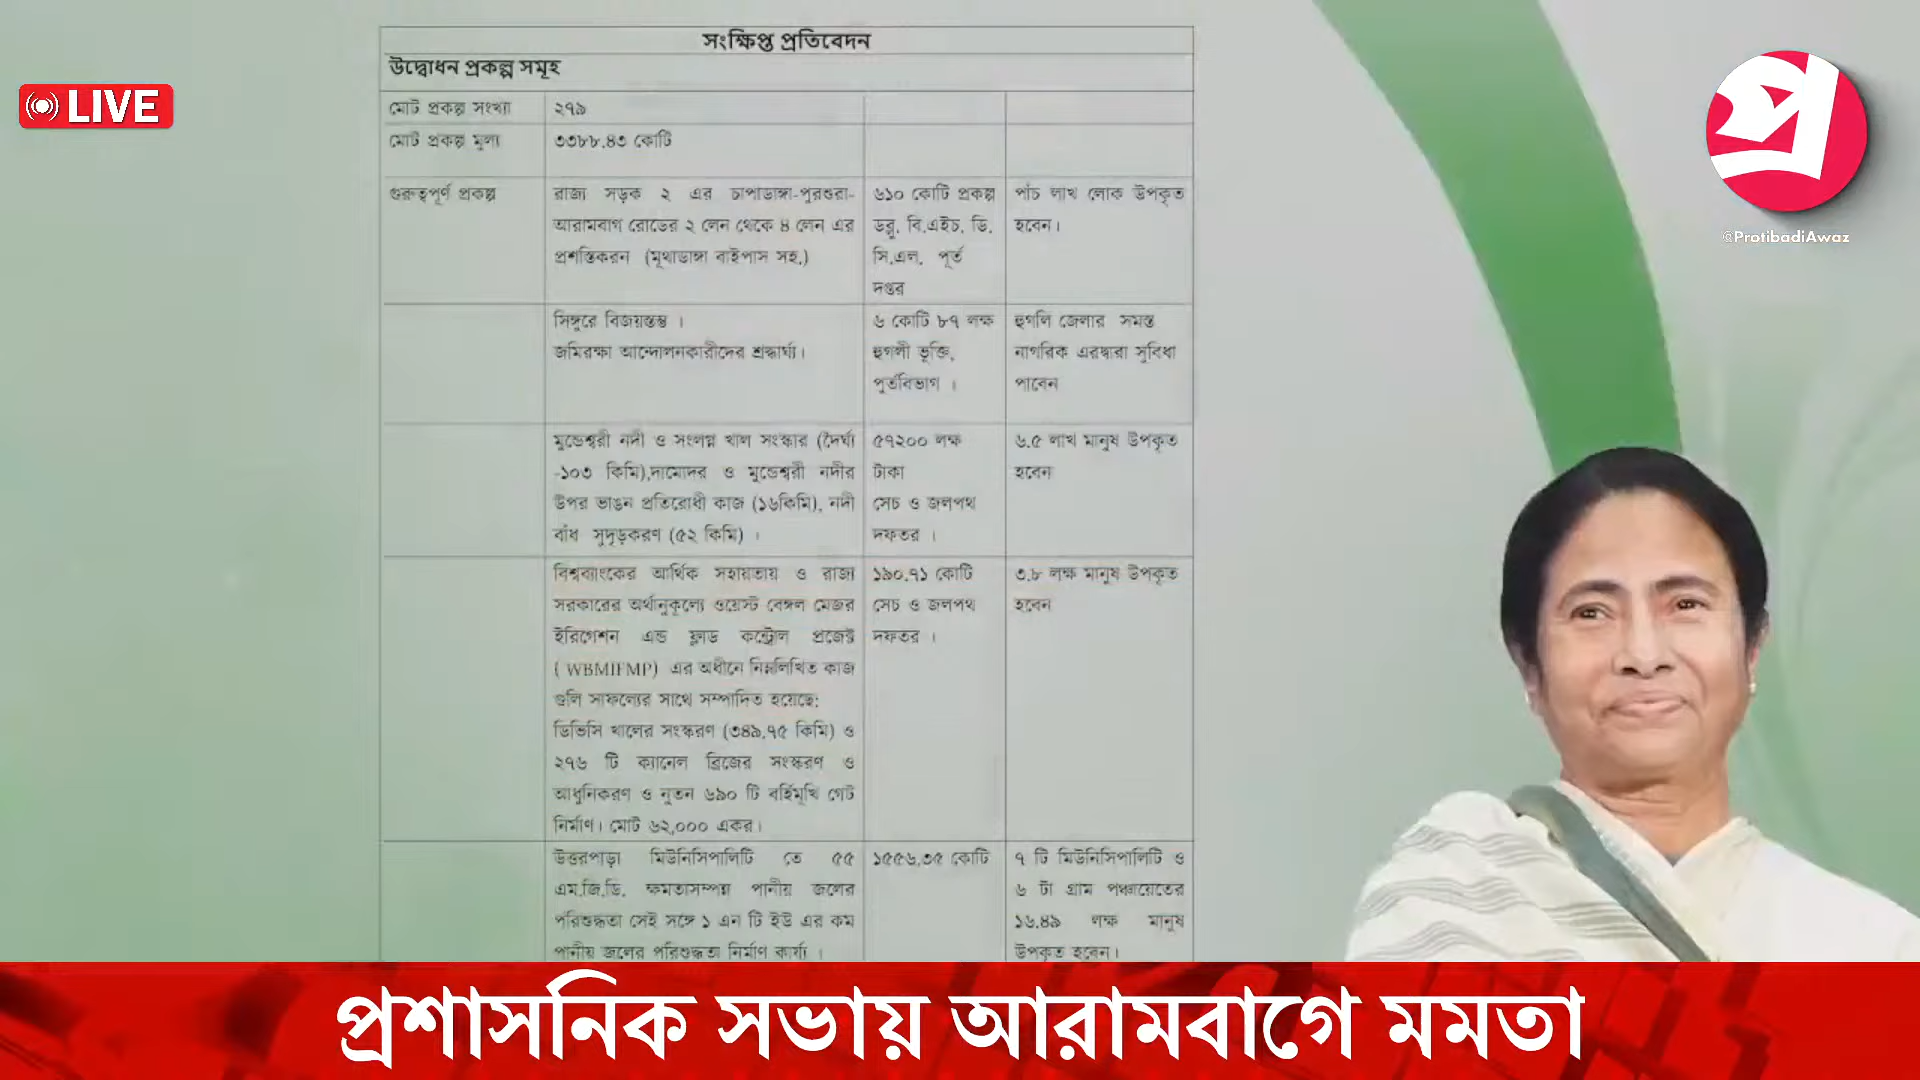 LIVE
প্র
@ProtibadiAwaz
সংক্ষিপ্ত প্রতিবেদন
উদ্বোধন প্রকল্প সমূহ
মোট প্রকল্প সংখ্যা ২৭৯
মোট প্রকল্প মূল্য ৩৩৮৮.৪৩ কোটি
গুরুত্বপূর্ণ প্রকল্প
রাজ্য সড়ক ২ এর চাপাডাঙ্গা-পুরশুরা-
আরামবাগ রোডের ২ লেন থেকে ৪ লেন এর
প্রশস্তিকরন (মূথাডাঙ্গা বাইপাস সহ.)
৬১০ কোটি প্রকল্প
ডব্লু. বি.এইচ. ডি.
সি.এল. পূর্ত
দপ্তর
পাঁচ লাখ লোক উপকৃত
হবেন।
সিঙ্গুরে বিজয়স্তম্ভ ।
জমিরক্ষা আন্দোলনকারীদের শ্রদ্ধার্ঘ্য।
৬ কোটি ৮৭ লক্ষ
হুগলী ভূক্তি,
পুর্তবিভাগ ।
হুগলি জেলার সমস্ত
নাগরিক এরদ্বারা সুবিধা
পাবেন
মুন্ডেশ্বরী নদী ও সংলগ্ন খাল সংস্কার (দৈর্ঘ্য
-১০৩ কিমি),দামোদর ও মুন্ডেশ্বরী নদীর
উপর ভাঙন প্রতিরোধী কাজ (১৬কিমি), নদী
বাঁধ সুদৃড়করণ (৫২ কিমি) ।
৫৭২০০ লক্ষ
টাকা
সেচ ও জলপথ
দফতর ।
৬.৫ লাখ মানুষ উপকৃত
হবেন
বিশ্বব্যাংকের আর্থিক সহায়তায় ও রাজ্য
সরকারের অর্থানুকূল্যে ওয়েস্ট বেঙ্গল মেজর
ইরিগেশন এন্ড ফ্লাড কন্ট্রোল প্রজেক্ট
( WBMIFMP) এর অধীনে নিম্নলিখিত কাজ
গুলি সাফল্যের সাথে সম্পাদিত হয়েছে:
ডিভিসি খালের সংস্করণ (৩৪৯.৭৫ কিমি) ও
২৭৬ টি ক্যানেল ব্রিজের সংস্করণ ও
আধুনিকরণ ও নুতন ৬৯০ টি বর্হিমূখি গেট
নির্মাণ। মোট ৬২,০০০ একর।
১৯০.৭১ কোটি
সেচ ও জলপথ
দফতর ।
৩.৮ লক্ষ মানুষ উপকৃত
হবেন
উত্তরপাড়া মিউনিসিপালিটি তে ৫৫
এম.জি.ডি. ক্ষমতাসম্পন্ন পানীয় জলের
পরিশুদ্ধতা সেই সঙ্গে ১ এন টি ইউ এর কম
পানীয় জলের পরিশুদ্ধতা নির্মাণ কার্য্য ।
১৫৫৬.৩৫ কোটি
৭ টি মিউনিসিপালিটি ও
৬ টা গ্রাম পঞ্চায়েতের
১৬.৪৯ লক্ষ মানুষ
উপকৃত হবেন।
প্রশাসনিক সভায় আরামবাগে মমতা